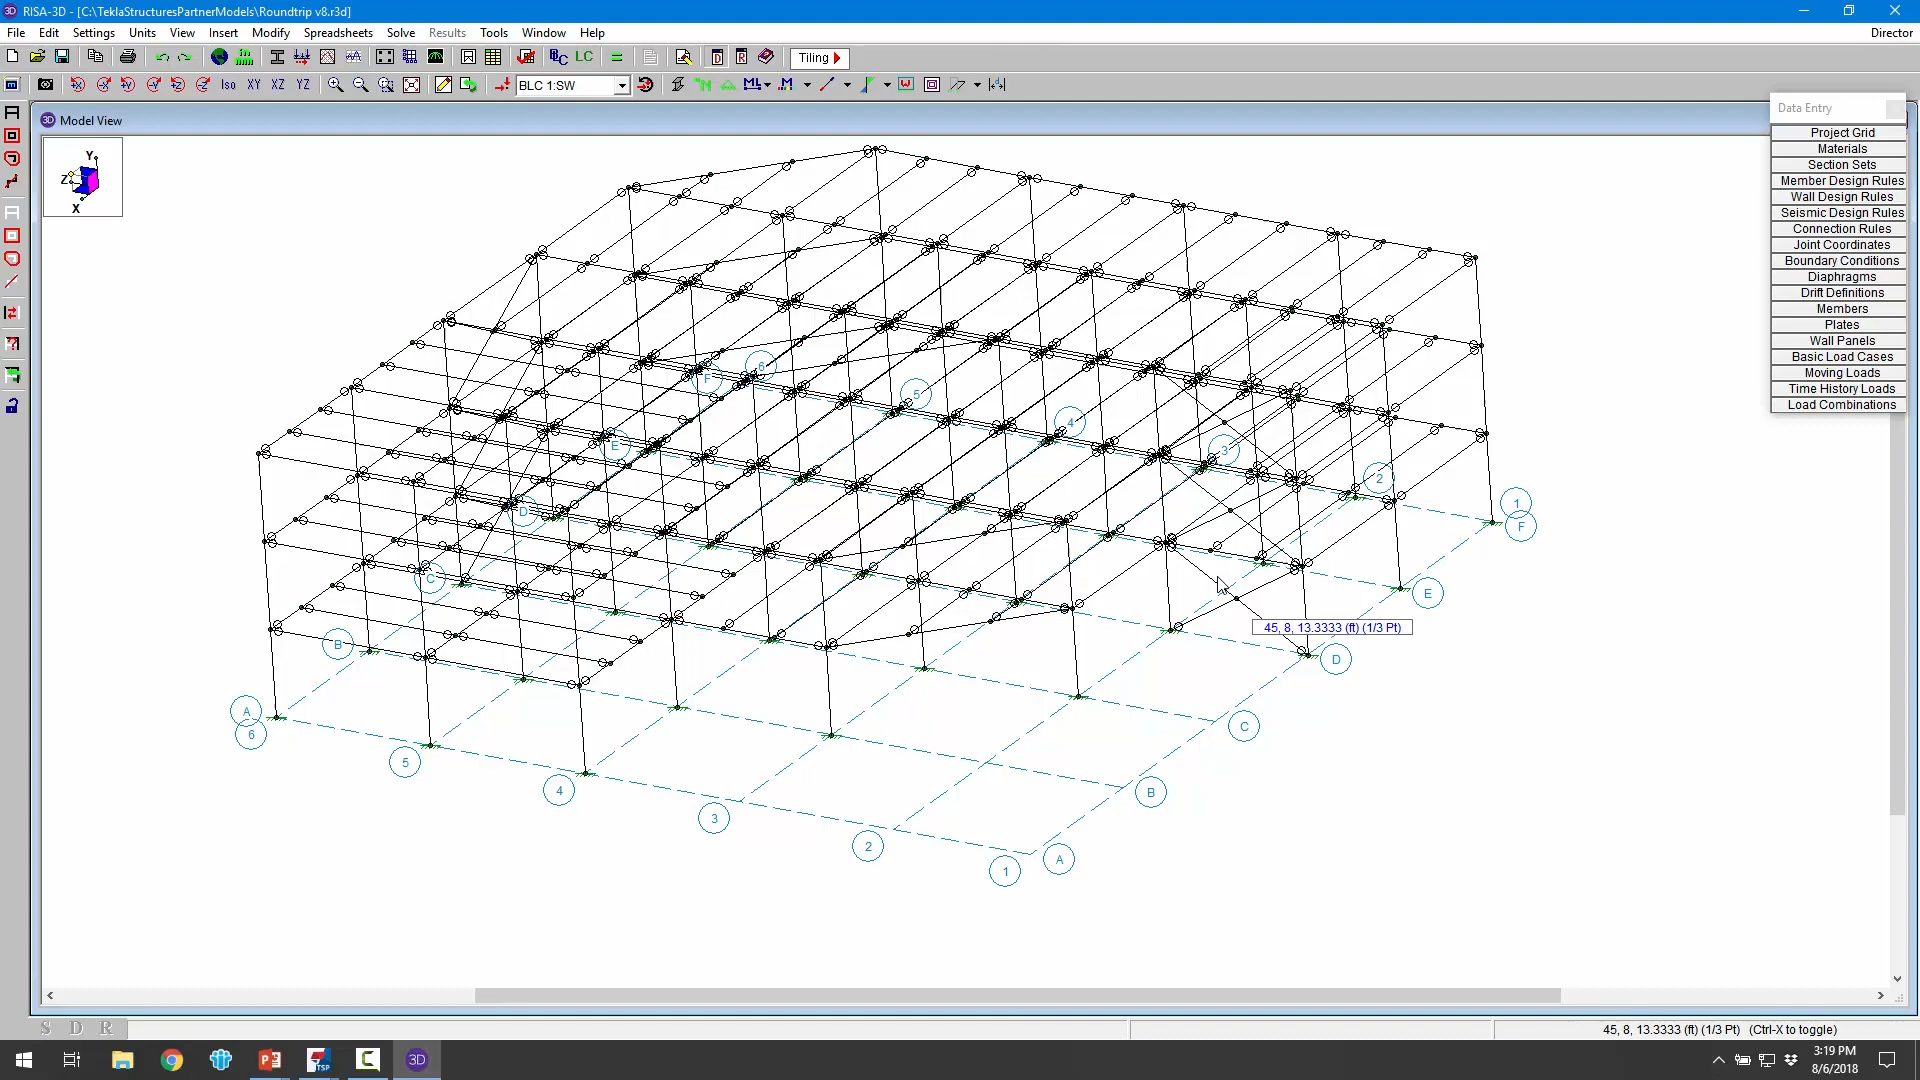 RISA-3D - [C:\TeklaStructuresPartnerModels\Roundtrip v8.r3d]
File Edit Settings Units View Insert Modify Spreadsheets Solve Results Tools Window Help
Director
DL LC = D R Tiling
Iso XY XZ YZ BLC 1:SW
Model View
Data Entry
Project Grid
Materials
Section Sets
Member Design Rules
Wall Design Rules
Seismic Design Rules
Connection Rules
Joint Coordinates
Boundary Conditions
Diaphragms
Drift Definitions
Members
Plates
Wall Panels
Basic Load Cases
Moving Loads
Time History Loads
Load Combinations
Y
Z
X
6
F
5
4
E
3
2
1
D
F
C
E
45, 8, 13.3333 (ft) (1/3 Pt)
B
D
A
6
C
5
4
B
3
2
A
1
S D R
45, 8, 13.3333 (ft) (1/3 Pt) (Ctrl-X to toggle)
TSP
3D
3:19 PM
8/6/2018